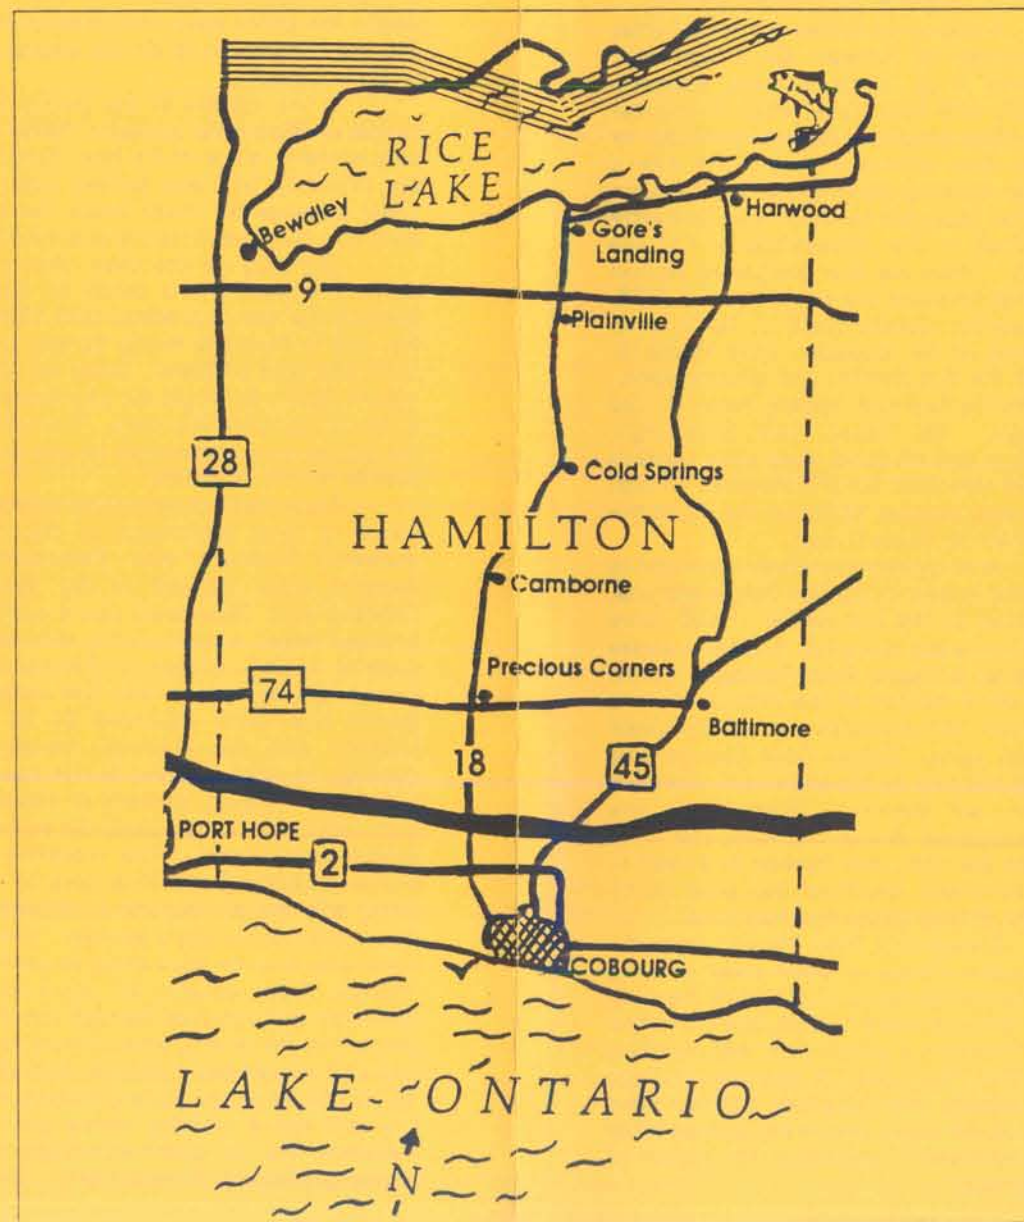 RICE
LAKE
Bewdley
Harwood
Gore's
Landing
9
Plainville
28
Cold Springs
HAMILTON
Camborne
Precious Corners
74
Baltimore
18
45
PORT HOPE
2
COBOURG
LAKE ONTARIO
N